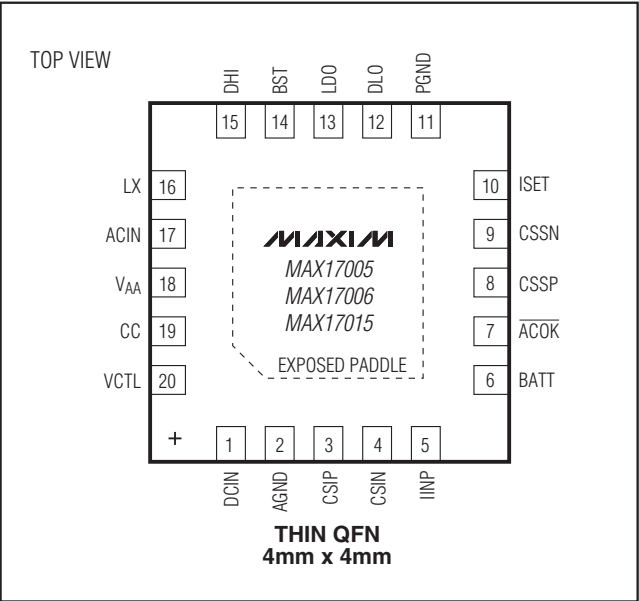 TOP VIEW
DHI BST LDO DLO PGND
15 14 13 12 11
LX 16
ACIN 17
VAA 18
CC 19
VCTL 20
10 ISET
9 CSSN
8 CSSP
7 ACOK
6 BATT
MAXIM
MAX17005
MAX17006
MAX17015
EXPOSED PADDLE
+
1 2 3 4 5
DCIN AGND CSIP CSIN IINP
THIN QFN
4mm x 4mm